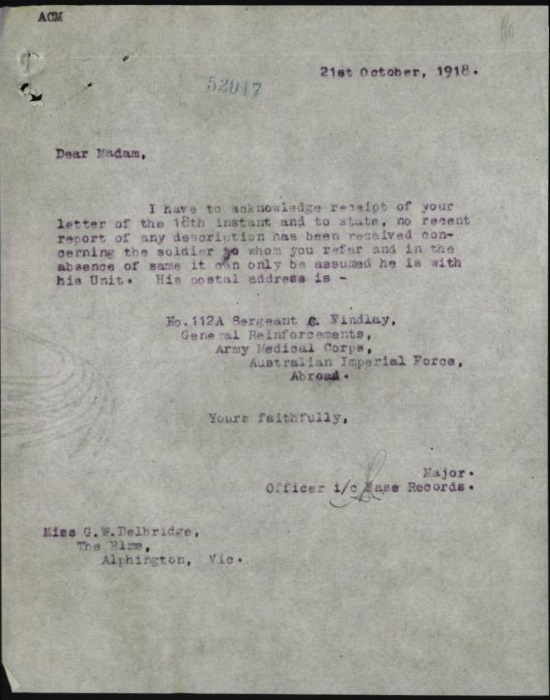 ACM
21st October, 1918.
52047
Dear Madam,
I have to acknowledge receipt of your
letter of the 18th instant and to state, no recent
report of any description has been received con-
cerning the soldier to whom you refer and in the
absence of same it can only be assumed he is with
his Unit. His postal address is -
No.112A Sergeant C. Findlay,
General Reinforcements,
Army Medical Corps,
Australian Imperial Force,
Abroad.
Yours faithfully,
Major.
Officer i/c Base Records.
Miss G.W.Delbridge,
The Elms,
Alphington, Vic.